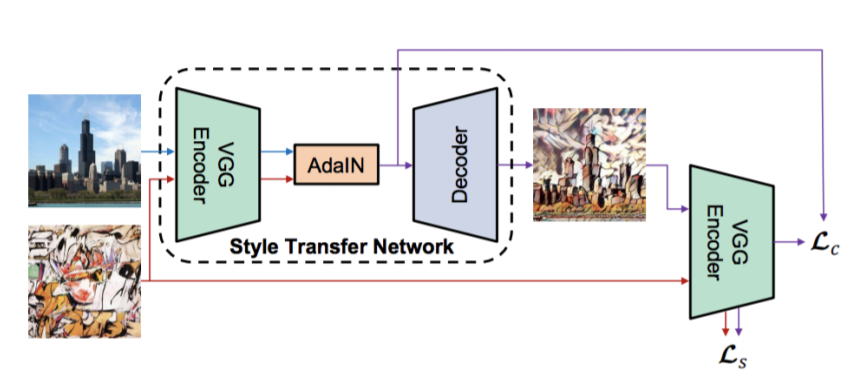 VGG
Encoder
AdaIN
Decoder
Style Transfer Network
VGG
Encoder
ℒc
ℒs